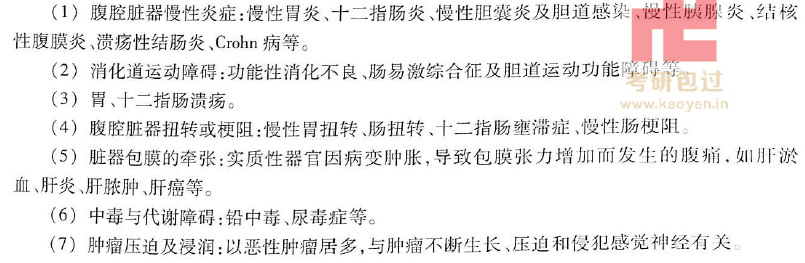 （1）腹腔脏器慢性炎症：慢性胃炎、十二指肠炎、慢性胆囊炎及胆道感染、慢性胰腺炎、结核
性腹膜炎、溃疡性结肠炎、Crohn 病等。
（2）消化道运动障碍：功能性消化不良、肠易激综合征及胆道运动功能障碍等
（3）胃、十二指肠溃疡。
（4）腹腔脏器扭转或梗阻：慢性胃扭转、肠扭转、十二指肠壅滞症、慢性肠梗阻。
（5）脏器包膜的牵张：实质性器官因病变肿胀，导致包膜张力增加而发生的腹痛，如肝淤
血、肝炎、肝脓肿、肝癌等。
（6）中毒与代谢障碍：铅中毒、尿毒症等。
（7）肿瘤压迫及浸润：以恶性肿瘤居多，与肿瘤不断生长、压迫和侵犯感觉神经有关。
考研包过
www.kaoyen.in